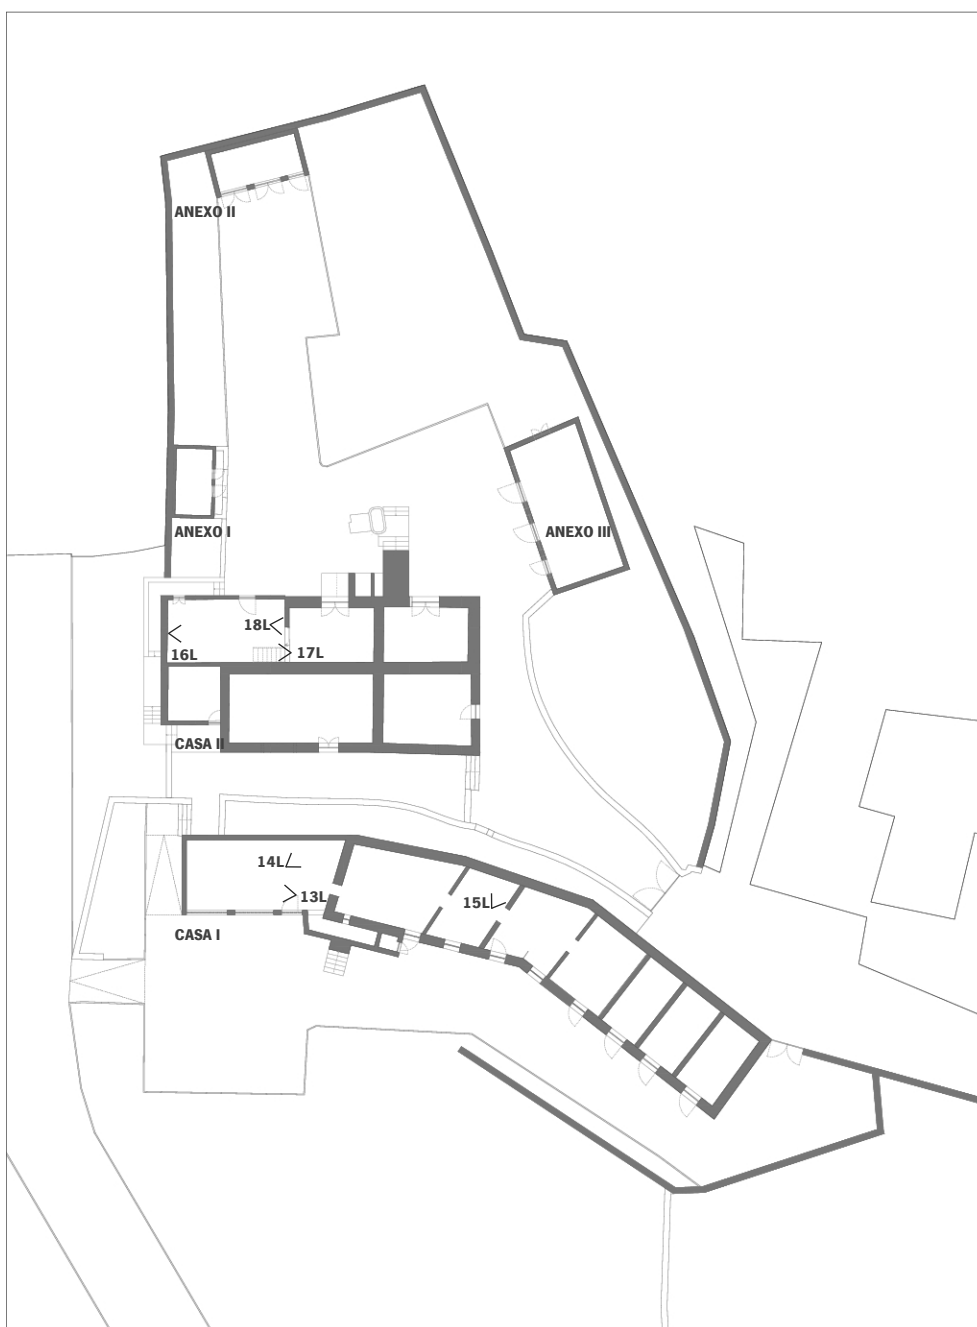 ANEXO II
ANEXO I
ANEXO III
18L
16L
17L
CASA II
14L
13L
15L
CASA I